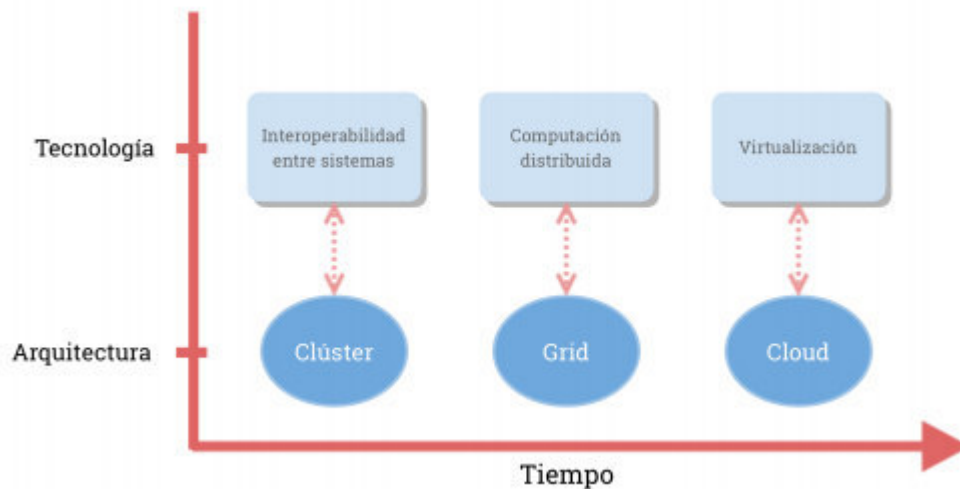 Tecnología
Interoperabilidad
entre sistemas
Computación
distribuida
Virtualización
Arquitectura
Clúster
Grid
Cloud
Tiempo